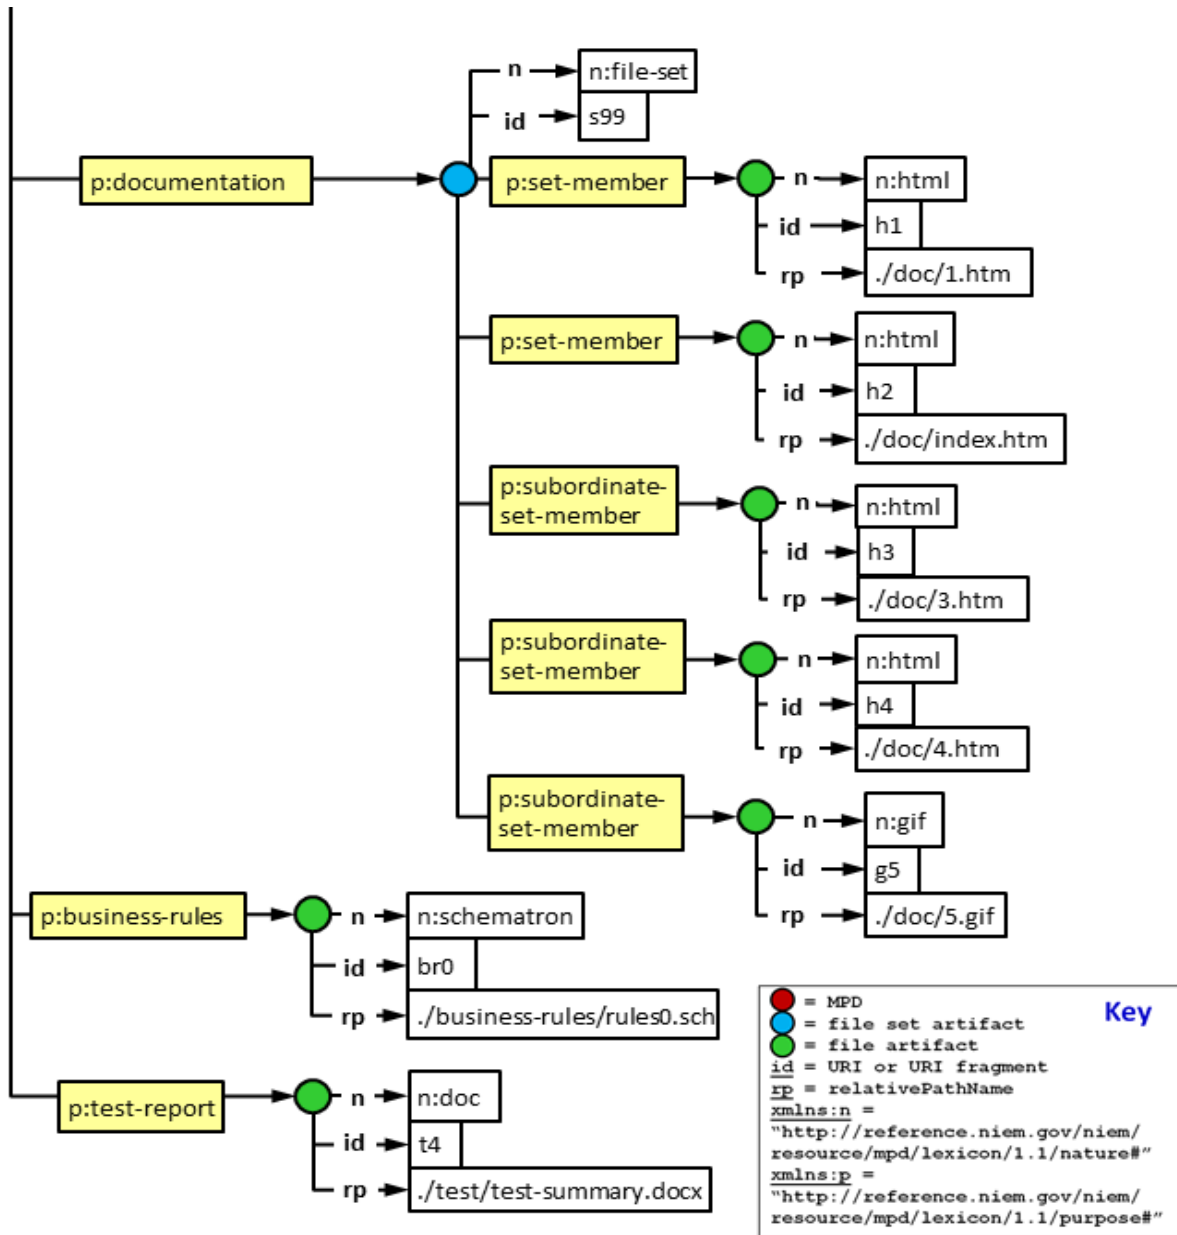 n
n:file-set
id
s99
p:documentation
p:set-member
n
n:html
id
h1
rp
./doc/1.htm
p:set-member
n
n:html
id
h2
rp
./doc/index.htm
p:subordinate-
set-member
n
n:html
id
h3
rp
./doc/3.htm
p:subordinate-
set-member
n
n:html
id
h4
rp
./doc/4.htm
p:subordinate-
set-member
n
n:gif
id
g5
rp
./doc/5.gif
p:business-rules
n
n:schematron
id
br0
rp
./business-rules/rules0.sch
p:test-report
n
n:doc
id
t4
rp
./test/test-summary.docx
Key
= MPD
= file set artifact
= file artifact
id = URI or URI fragment
rp = relativePathName
xmlns:n =
“http://reference.niem.gov/niem/
resource/mpd/lexicon/1.1/nature#”
xmlns:p =
“http://reference.niem.gov/niem/
resource/mpd/lexicon/1.1/purpose#”